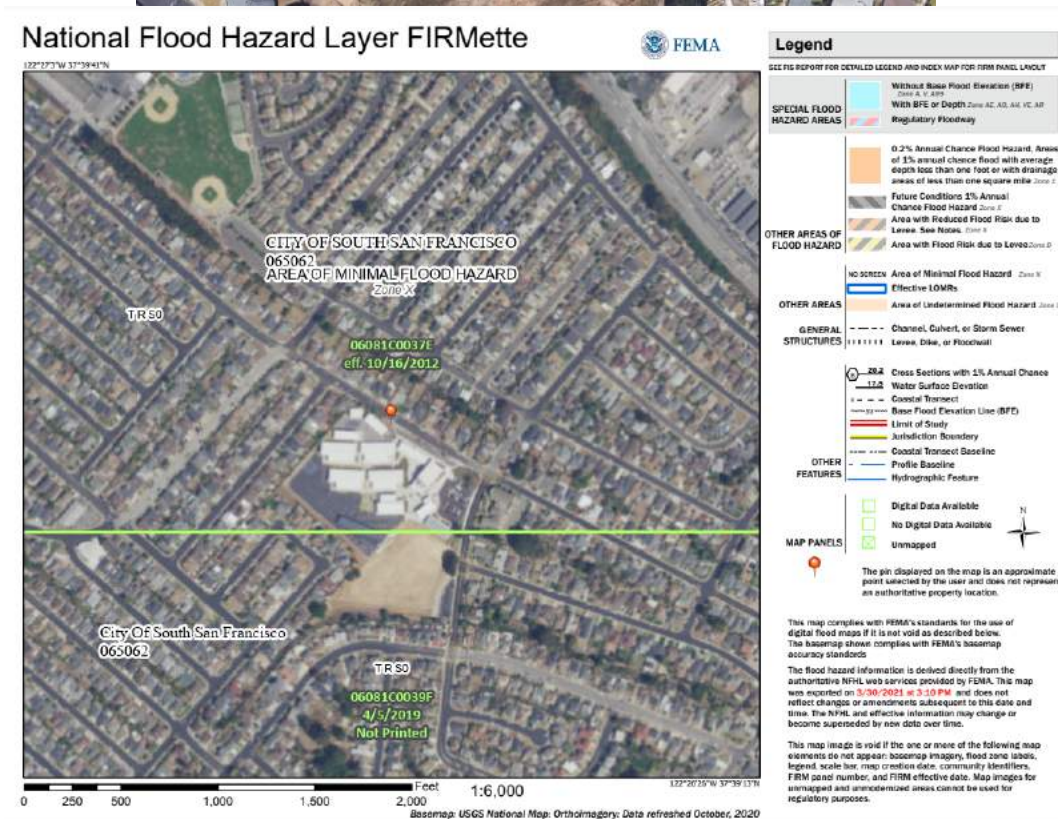 National Flood Hazard Layer FIRMette
FEMA
Legend
122°27'3"W 37°39'41"N
SEE FIS REPORT FOR DETAILED LEGEND AND INDEX MAP FOR FIRM PANEL LAYOUT
SPECIAL FLOOD
HAZARD AREAS
Without Base Flood Elevation (BFE)
Zone A, V, A99
With BFE or Depth Zone AE, AO, AH, VE, AR
Regulatory Floodway
0.2% Annual Chance Flood Hazard, Areas
of 1% annual chance flood with average
depth less than one foot or with drainage
areas of less than one square mile Zone X
Future Conditions 1% Annual
Chance Flood Hazard Zone X
Area with Reduced Flood Risk due to
Levee. See Notes. Zone X
Area with Flood Risk due to Levee Zone D
OTHER AREAS OF
FLOOD HAZARD
NO SCREEN Area of Minimal Flood Hazard Zone X
Effective LOMRs
OTHER AREAS
Area of Undetermined Flood Hazard Zone
GENERAL
STRUCTURES
Channel, Culvert, or Storm Sewer
Levee, Dike, or Floodwall
20.2 Cross Sections with 1% Annual Chance
17.5 Water Surface Elevation
Coastal Transect
Base Flood Elevation Line (BFE)
Limit of Study
Jurisdiction Boundary
Coastal Transect Baseline
OTHER
FEATURES
Profile Baseline
Hydrographic Feature
Digital Data Available
No Digital Data Available
MAP PANELS
Unmapped
N
The pin displayed on the map is an approximate
point selected by the user and does not represen
an authoritative property location.
This map complies with FEMA's standards for the use of
digital flood maps if it is not void as described below.
The basemap shown complies with FEMA's basemap
accuracy standards
The flood hazard information is derived directly from the
authoritative NFHL web services provided by FEMA. This map
was exported on 3/30/2021 at 3:10 PM and does not
reflect changes or amendments subsequent to this date and
time. The NFHL and effective information may change or
become superseded by new data over time.
This map image is void if the one or more of the following map
elements do not appear: basemap imagery, flood zone labels,
legend, scale bar, map creation date, community identifiers,
FIRM panel number, and FIRM effective date. Map images for
unmapped and unmodernized areas cannot be used for
regulatory purposes.
CITY OF SOUTH SAN FRANCISCO
065062
AREA OF MINIMAL FLOOD HAZARD
Zone X
T R S0
06081C0037E
eff. 10/16/2012
City Of South San Francisco
065062
T R S0
06081C0039F
4/5/2019
Not Printed
0 250 500 1,000 1,500 2,000 Feet 1:6,000
122°26'25"W 37°39'13"N
Basemap: USGS National Map: Orthoimagery: Data refreshed October, 2020